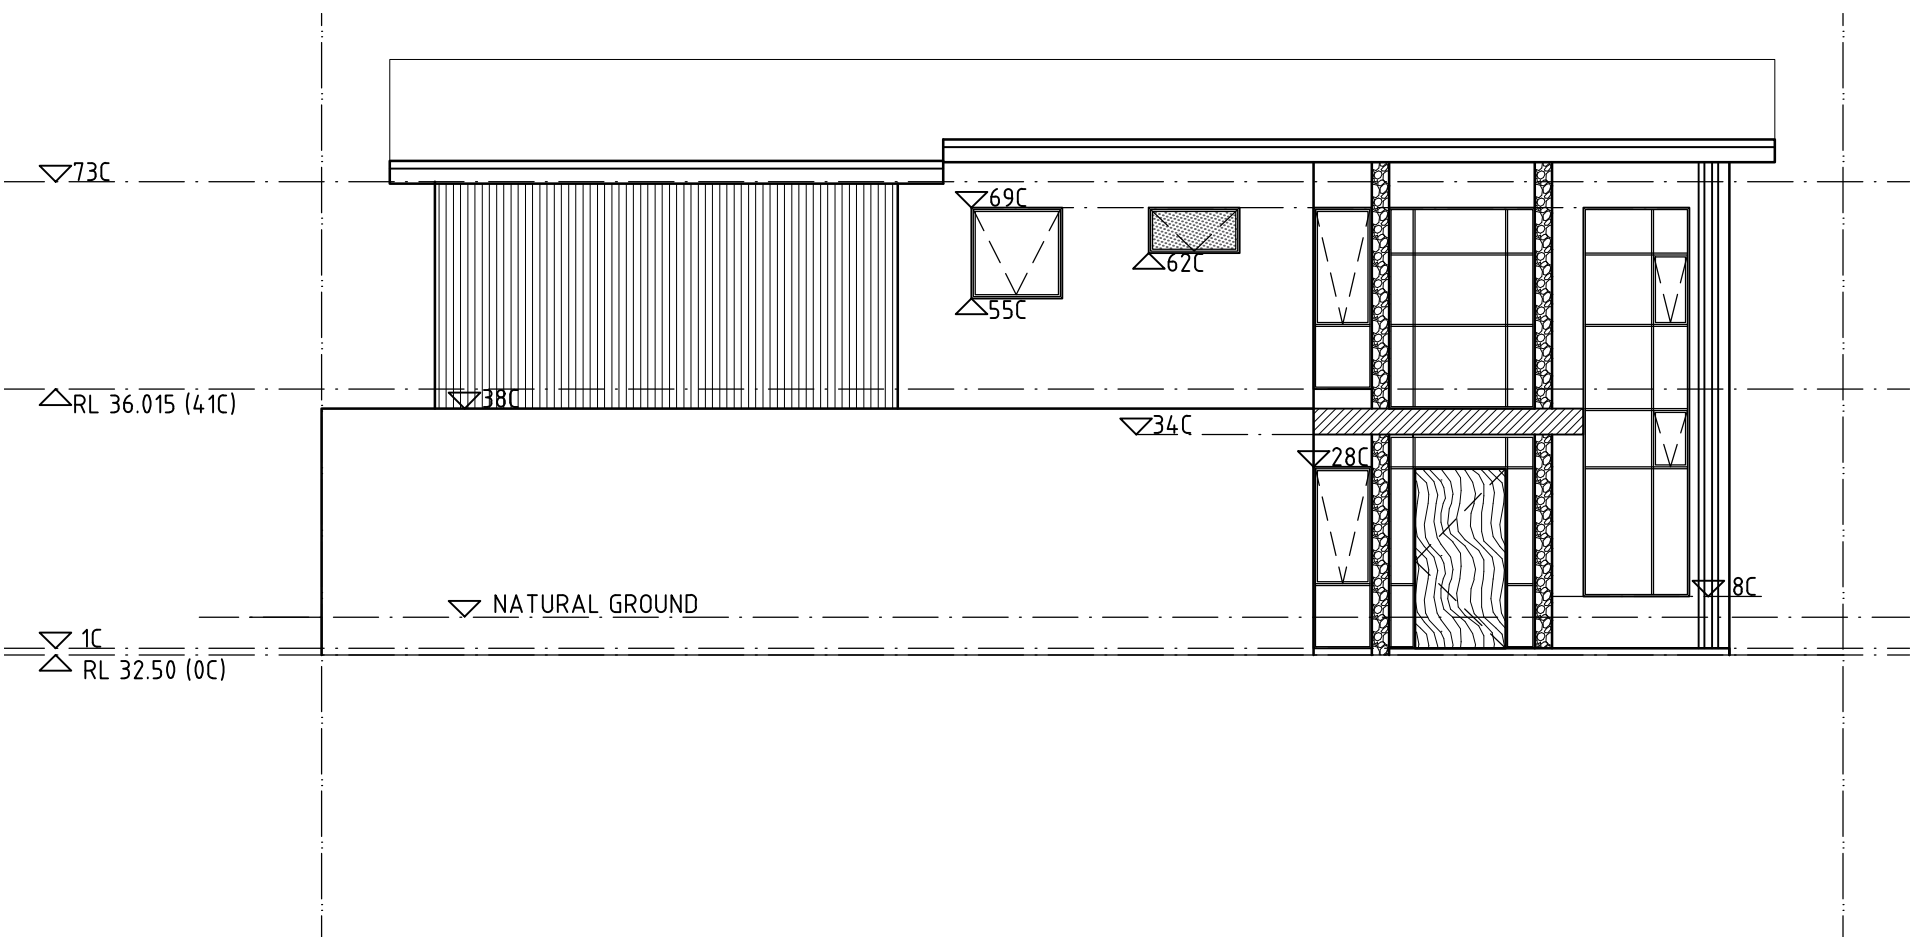 73C
69C
62C
55C
RL 36.015 (41C)
38C
34C
28C
8C
NATURAL GROUND
1C
RL 32.50 (0C)